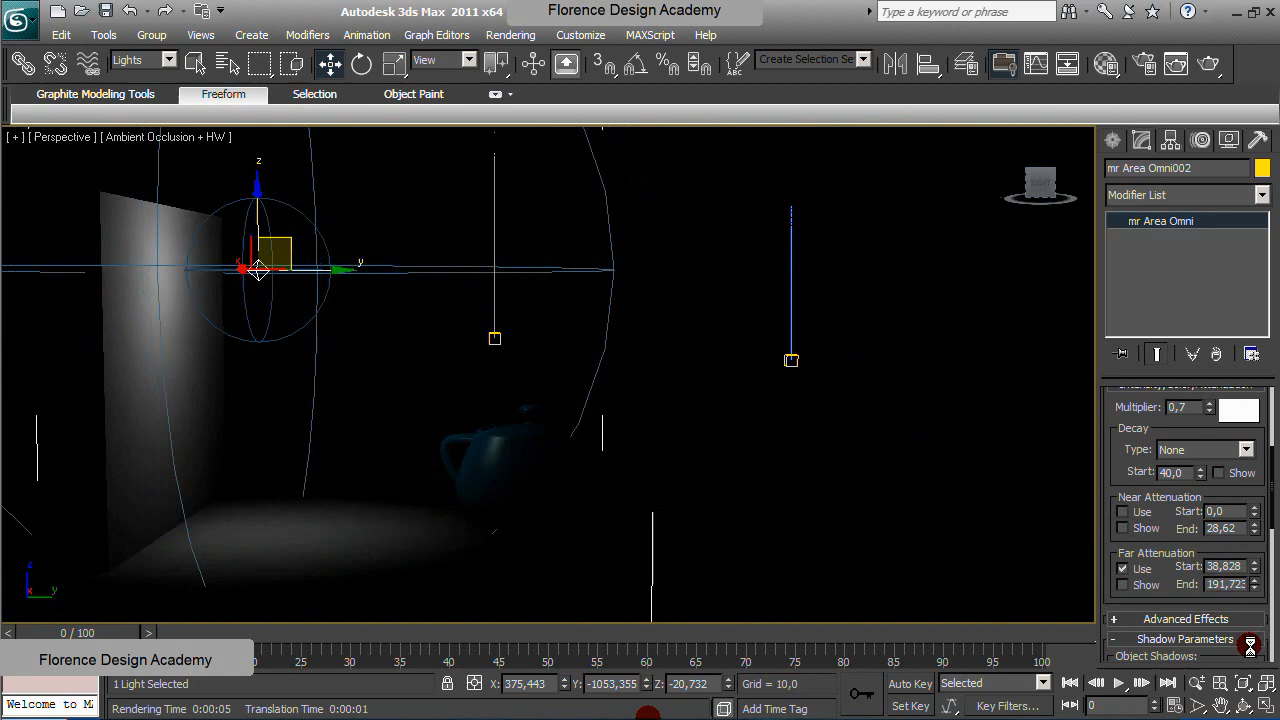 Autodesk 3ds Max 2011 x64
Florence Design Academy
Type a keyword or phrase
Edit Tools Group Views Create Modifiers Animation Graph Editors Rendering Customize MAXScript Help
Lights
View
Create Selection Se
Graphite Modeling Tools Freeform Selection Object Paint
[ + ] [ Perspective ] [ Ambient Occlusion + HW ]
z
x
y
RIGHT
mr Area Omni002
Modifier List
mr Area Omni
Intensity/Color/Attenuation
Multiplier: 0,7
Decay
Type: None
Start: 40,0 Show
Near Attenuation
Use Start: 0,0
Show End: 28,62
Far Attenuation
Use Start: 38,828
Show End: 191,723
+ Advanced Effects
- Shadow Parameters
Object Shadows:
z
x y
< 0 / 100 >
Florence Design Academy
25 30 35 40 45 50 55 60 65 70 75 80 85 90 95 100
1 Light Selected
X: 375,443 Y: -1053,355 Z: -20,732 Grid = 10,0
Auto Key Selected
Welcome to M
Rendering Time 0:00:05 Translation Time 0:00:01
Add Time Tag
Set Key Key Filters...
0